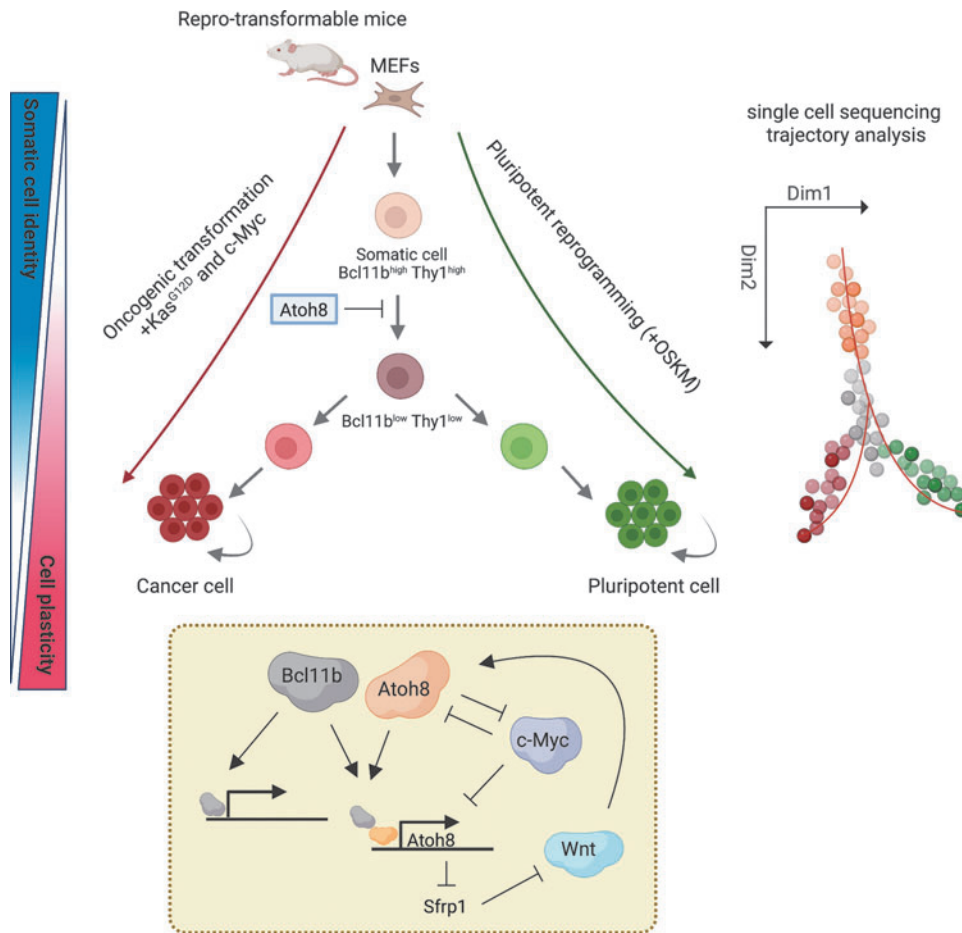 Repro-transformable mice
MEFs
Somatic cell identity
Cell plasticity
Oncogenic transformation
+Kas^G12D and c-Myc
Pluripotent reprogramming (+OSKM)
Somatic cell
Bcl11b^high Thy1^high
Atoh8
Bcl11b^low Thy1^low
Cancer cell
Pluripotent cell
single cell sequencing
trajectory analysis
Dim1
Dim2
Bcl11b
Atoh8
c-Myc
Atoh8
Wnt
Sfrp1